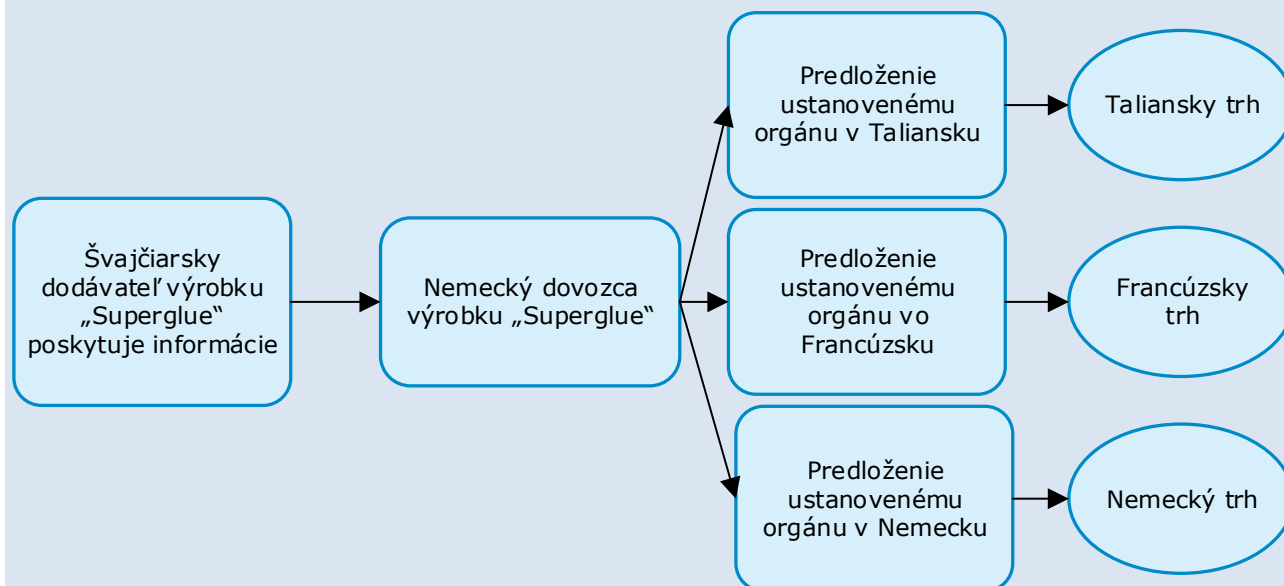 Švajčiarsky
dodávateľ výrobku
„Superglue“
poskytuje informácie
Nemecký dovozca
výrobku „Superglue“
Predloženie
ustanovenému
orgánu v Taliansku
Taliansky trh
Predloženie
ustanovenému
orgánu vo
Francúzsku
Francúzsky
trh
Predloženie
ustanovenému
orgánu v Nemecku
Nemecký trh